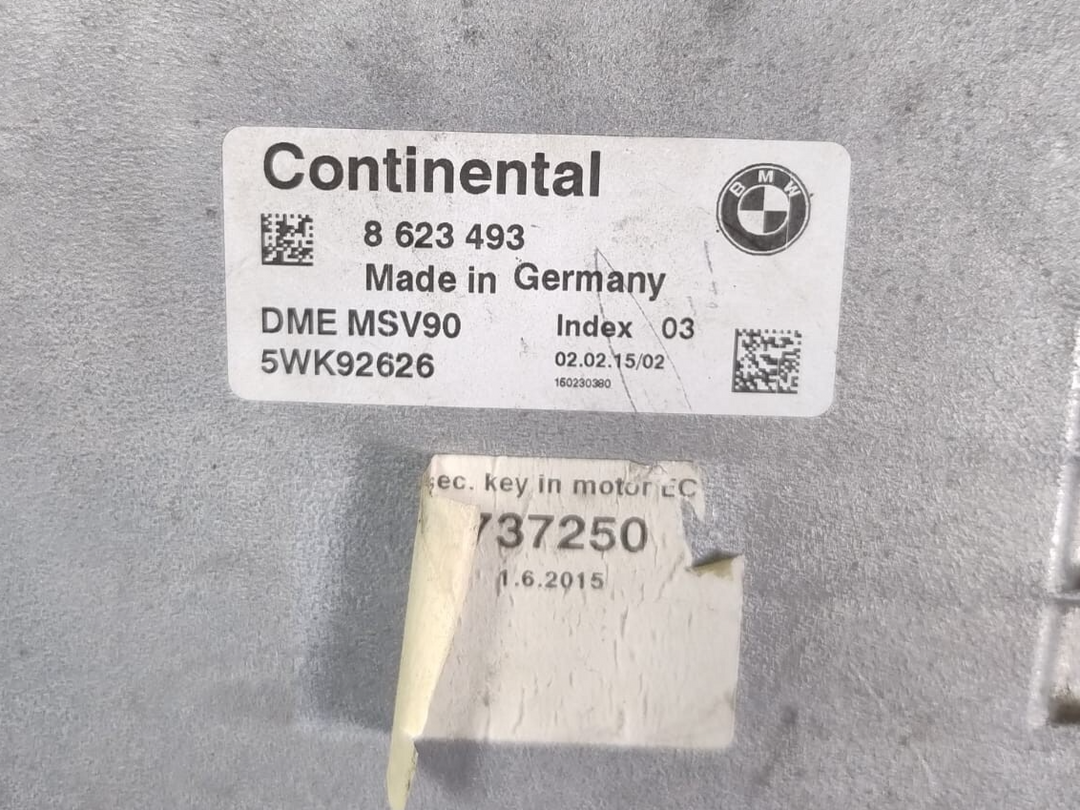 Continental
BMW
8 623 493
Made in Germany
DME MSV90
Index 03
5WK92626
02.02.15/02
160230380
sec. key in motor EC
737250
1.6.2015